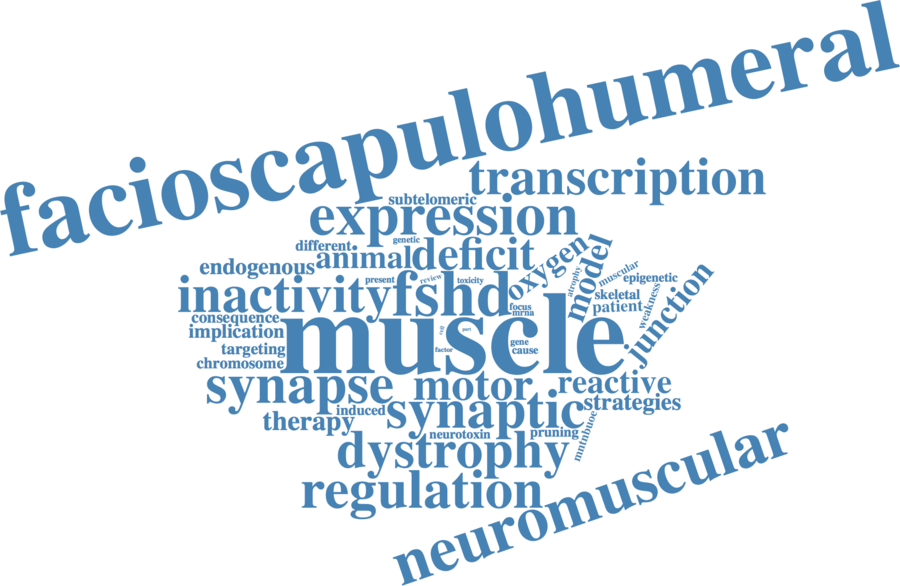 facioscapulohumeral
transcription
subtelomeric
expression
different
genetic
animal
deficit
oxygen
model
endogenous
atrophy
muscular
epigenetic
present
review
toxicity
inactivity
fshd
skeletal
patient
weakness
junction
focus
mrna
consequence
implication
muscle
cell
part
gene
cause
factor
targeting
chromosome
synapse
motor
reactive
strategies
induced
synaptic
therapy
neurotoxin
pruning
dystrophy
regulation
neuromuscular